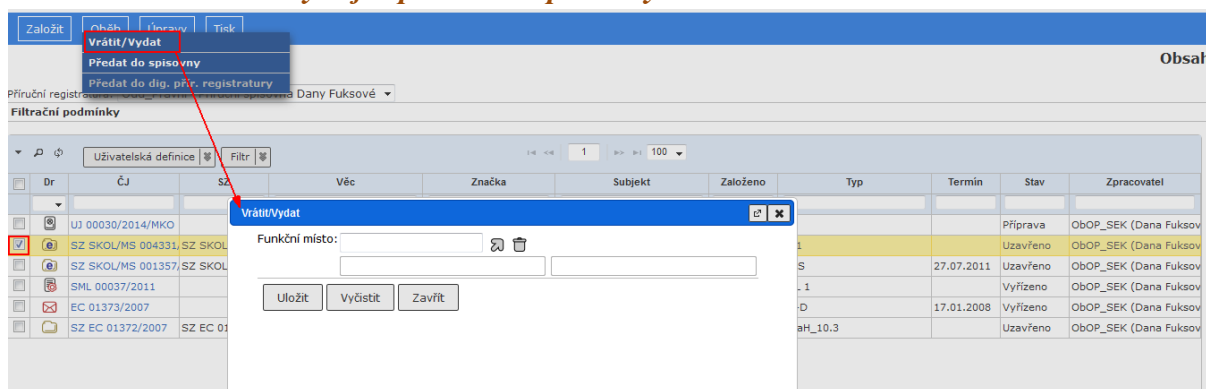 Založit Oběh Úpravy Tisk
Vrátit/Vydat
Předat do spisovny
Předat do dig. přír. registratury
Obsah
Příruční Dany Fuksové
Filtrační podmínky
Uživatelská definice Filtr 1 100
Dr ČJ SZ Věc Značka Subjekt Založeno Typ Termín Stav Zpracovatel
UJ 00030/2014/MKO Příprava ObOP_SEK (Dana Fuksov
SZ SKOL/MS 004331, SZ SKOL 1 Uzavřeno ObOP_SEK (Dana Fuksov
SZ SKOL/MS 001357, SZ SKOL S 27.07.2011 Uzavřeno ObOP_SEK (Dana Fuksov
SML 00037/2011 L 1 Vyřízeno ObOP_SEK (Dana Fuksov
EC 01373/2007 -D 17.01.2008 Vyřízeno ObOP_SEK (Dana Fuksov
SZ EC 01372/2007 SZ EC 01 aH_10.3 Uzavřeno ObOP_SEK (Dana Fuksov
Vrátit/Vydat
Funkční místo:
Uložit Vyčistit Zavřít